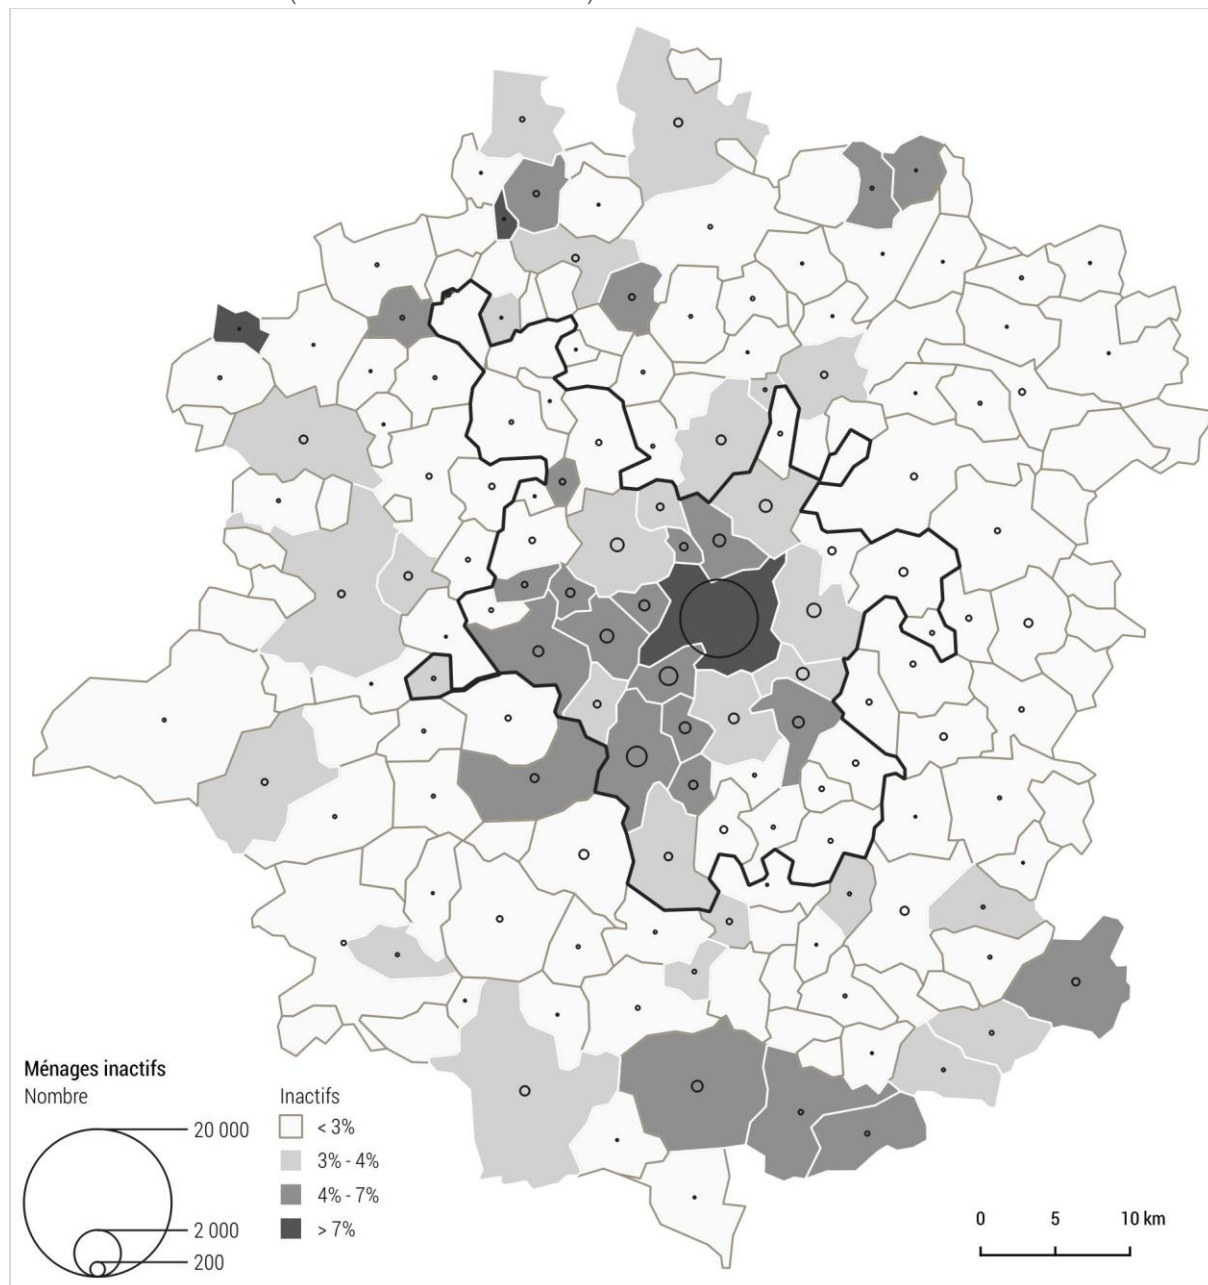 Ménages inactifs
Nombre
20 000
2 000
200
Inactifs
< 3%
3% - 4%
4% - 7%
> 7%
0 5 10 km